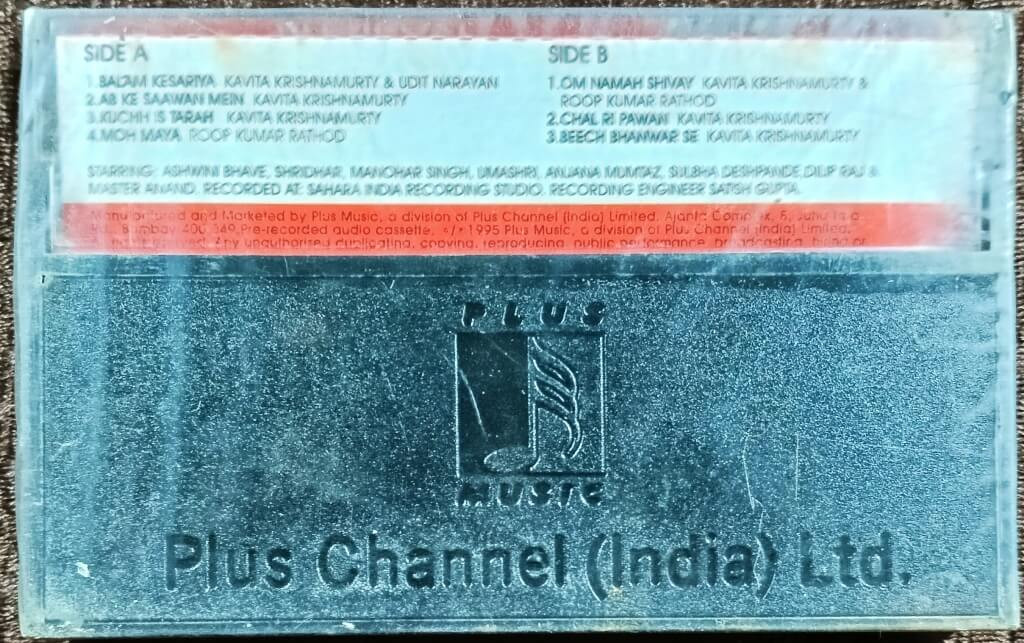 SIDE A
1.BALAM KESARIYA KAVITA KRISHNAMURTY & UDIT NARAYAN
2.AB KE SAAWAN MEIN KAVITA KRISHNAMURTY
3.KUCHH IS TARAH KAVITA KRISHNAMURTY
4.MOH MAYA ROOP KUMAR RATHOD
SIDE B
1.OM NAMAH SHIVAY KAVITA KRISHNAMURTY &
ROOP KUMAR RATHOD
2.CHAL RI PAWAN KAVITA KRISHNAMURTY
3.BEECH BHANWAR SE KAVITA KRISHNAMURTY
STARRING: ASHWINI BHAVE, SHRIDHAR, MANOHAR SINGH, UMASHRI, ANJANA MUMTAZ, SULBHA DESHPANDE,DILIP RAJ &
MASTER ANAND. RECORDED AT: SAHARA INDIA RECORDING STUDIO. RECORDING ENGINEER SATISH GUPTA.
Manufactured and Marketed by Plus Music, a division of Plus Channel (India) Limited. Ajanta Complex, 5, Juhu
Bombay 400 049.Pre-recorded audio cassette. 1995 Plus Music, a division of Plus Channel (India) Limited.
Any unauthorised duplicating, copying, reproducing, public performance, broadcasting, hiring or
PLUS
MUSIC
Plus Channel (India) Ltd.